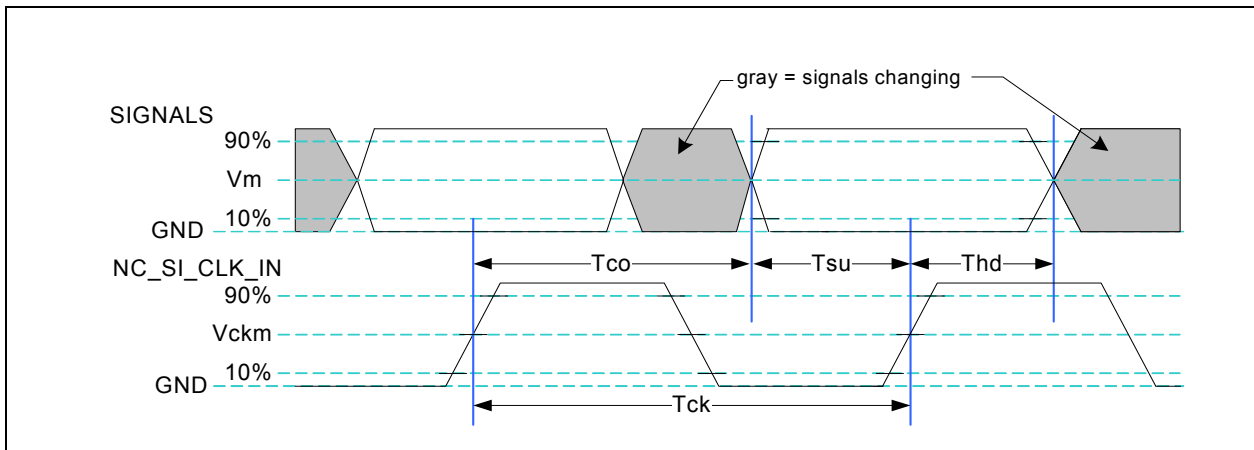 gray = signals changing
SIGNALS
90%
Vm
10%
GND
Tco
Tsu
Thd
NC_SI_CLK_IN
90%
Vckm
10%
GND
Tck